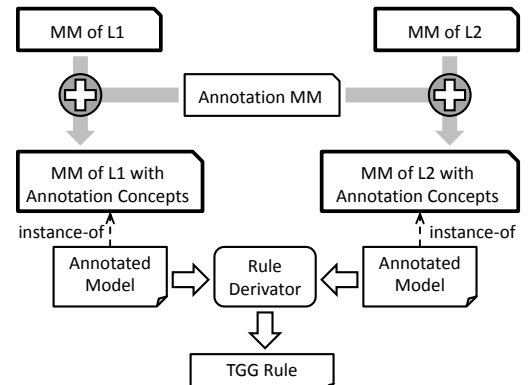 MM of L1
MM of L2
Annotation MM
MM of L1 with
Annotation Concepts
MM of L2 with
Annotation Concepts
instance-of
instance-of
Annotated
Model
Rule
Derivator
Annotated
Model
TGG Rule